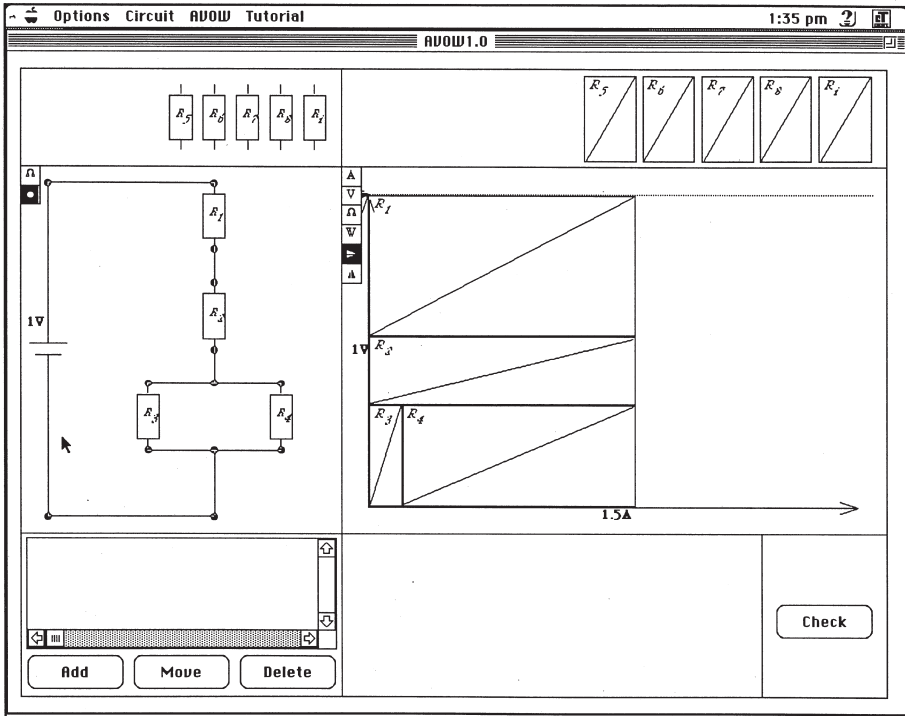 Options Circuit AVOW Tutorial 1:35 pm
AVOW1.0
R5 R6 R7 R8 Ri
R5 R6 R7 R8 Ri
Ω
A
V
Ω
W
R1
R2
R3 R4
1V
R1
1V R2
R3 R4
1.5A
Add Move Delete
Check